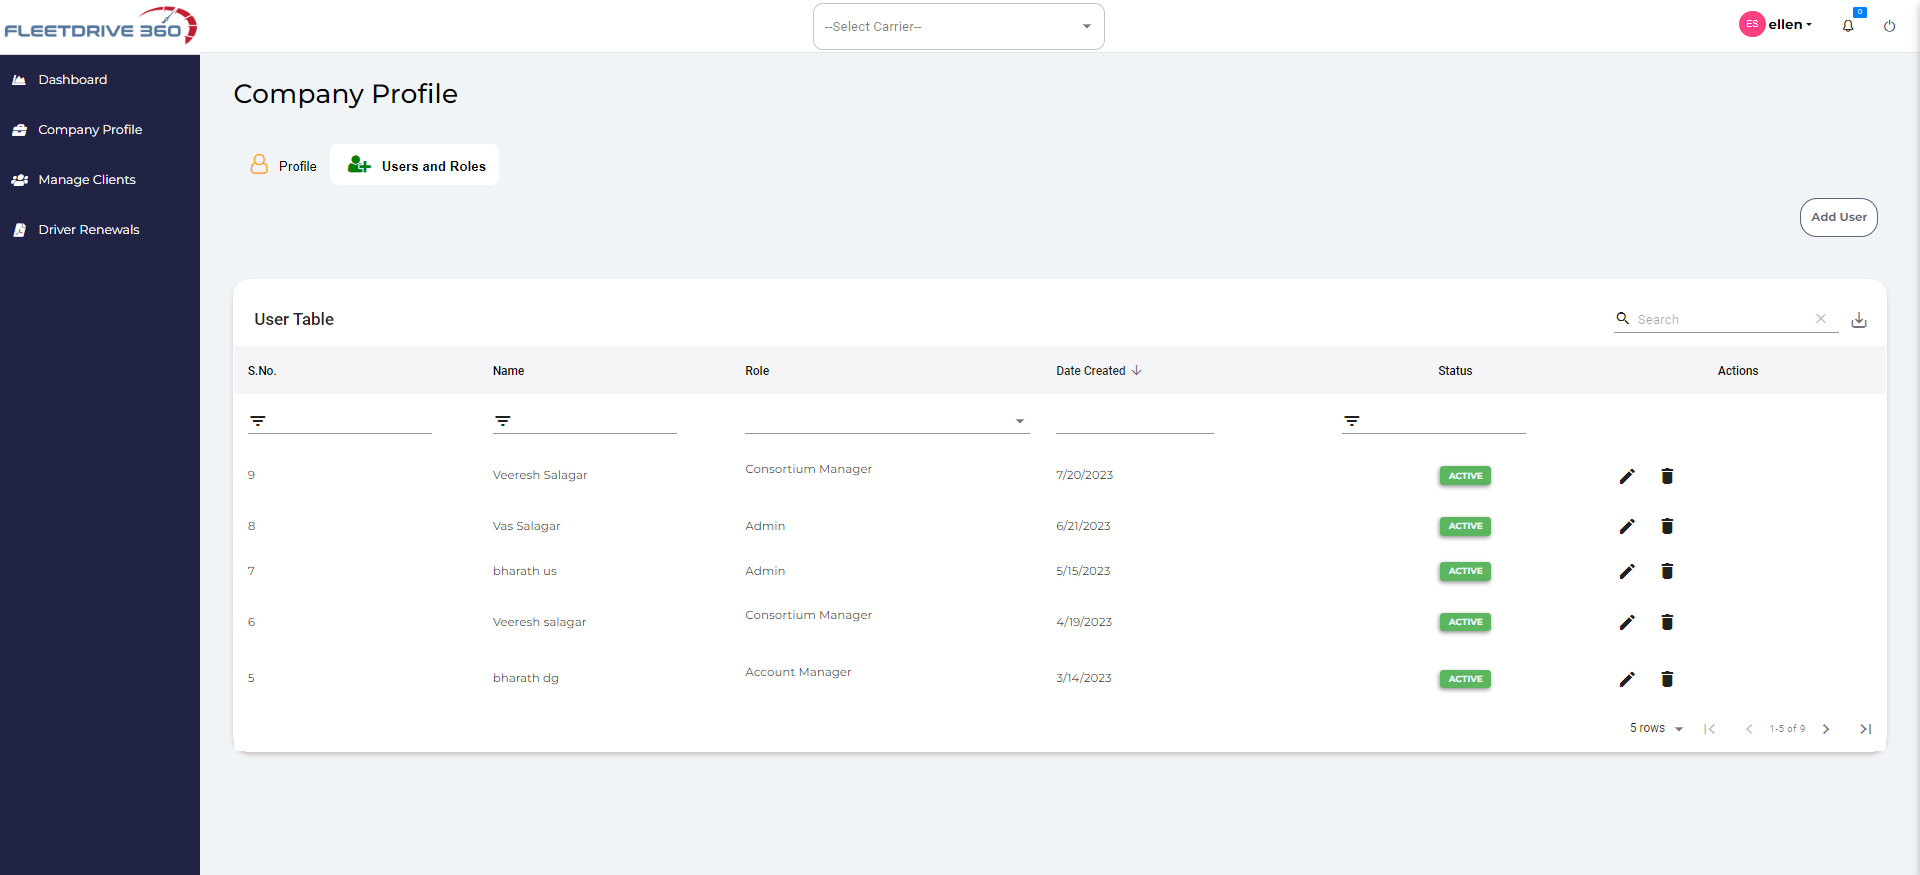 FLEETDRIVE 360
--Select Carrier--
ES ellen
0
Dashboard
Company Profile
Manage Clients
Driver Renewals
Company Profile
Profile
Users and Roles
Add User
User Table
Search
S.No. Name Role Date Created Status Actions
9 Veeresh Salagar Consortium Manager 7/20/2023 ACTIVE
8 Vas Salagar Admin 6/21/2023 ACTIVE
7 bharath us Admin 5/15/2023 ACTIVE
6 Veeresh salagar Consortium Manager 4/19/2023 ACTIVE
5 bharath dg Account Manager 3/14/2023 ACTIVE
5 rows 1-5 of 9